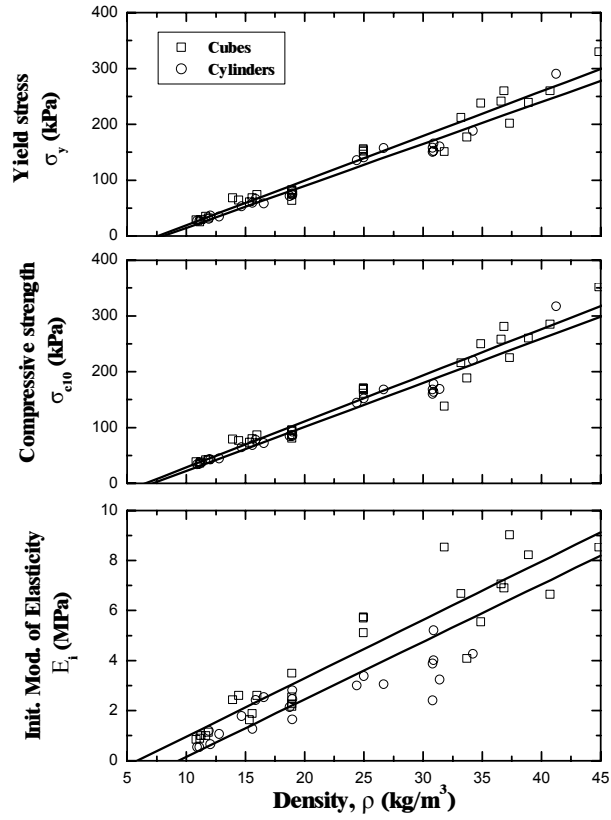 400
300
200
100
0
Yield stress
σy (kPa)
Cubes
Cylinders
400
300
200
100
0
Compressive strength
σc10 (kPa)
10
8
6
4
2
0
Init. Mod. of Elasticity
Ei (MPa)
5 10 15 20 25 30 35 40 45
Density, ρ (kg/m³)